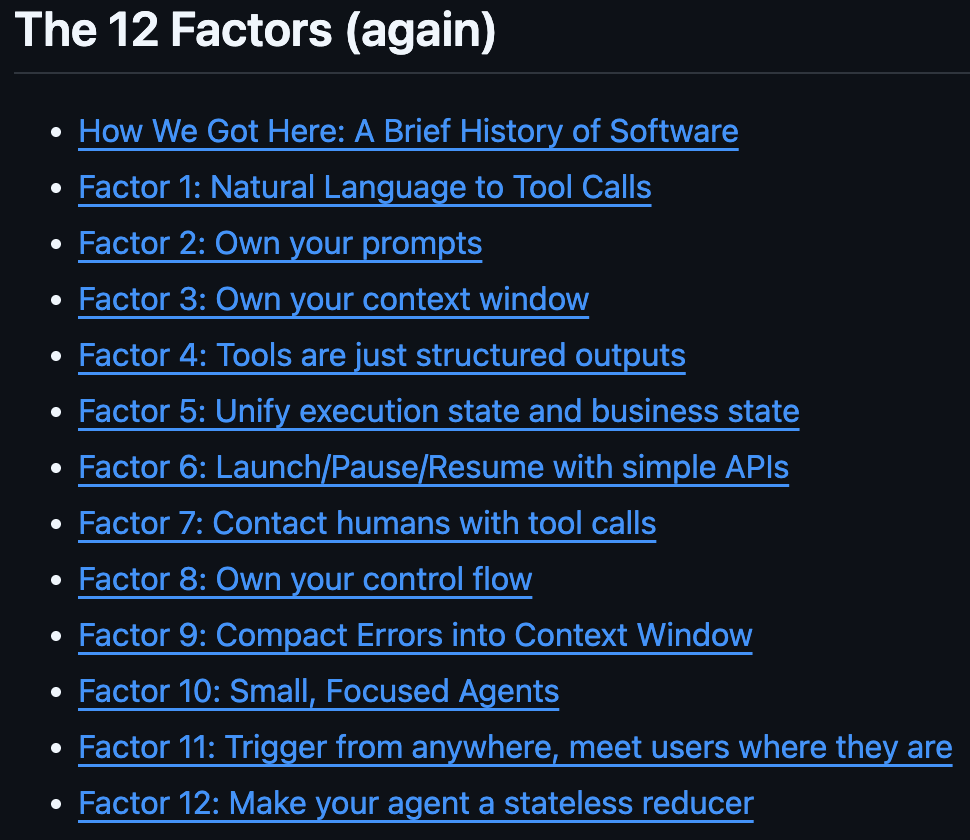 The 12 Factors (again)
How We Got Here: A Brief History of Software
Factor 1: Natural Language to Tool Calls
Factor 2: Own your prompts
Factor 3: Own your context window
Factor 4: Tools are just structured outputs
Factor 5: Unify execution state and business state
Factor 6: Launch/Pause/Resume with simple APIs
Factor 7: Contact humans with tool calls
Factor 8: Own your control flow
Factor 9: Compact Errors into Context Window
Factor 10: Small, Focused Agents
Factor 11: Trigger from anywhere, meet users where they are
Factor 12: Make your agent a stateless reducer